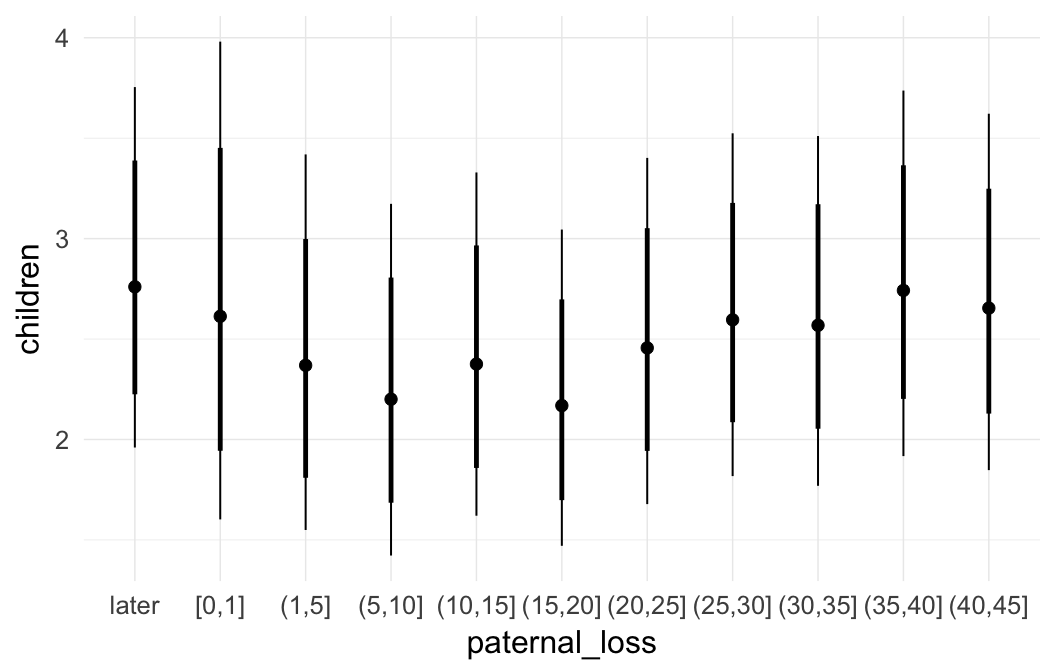 4
3
2
children
later [0,1] (1,5] (5,10] (10,15] (15,20] (20,25] (25,30] (30,35] (35,40] (40,45]
paternal_loss